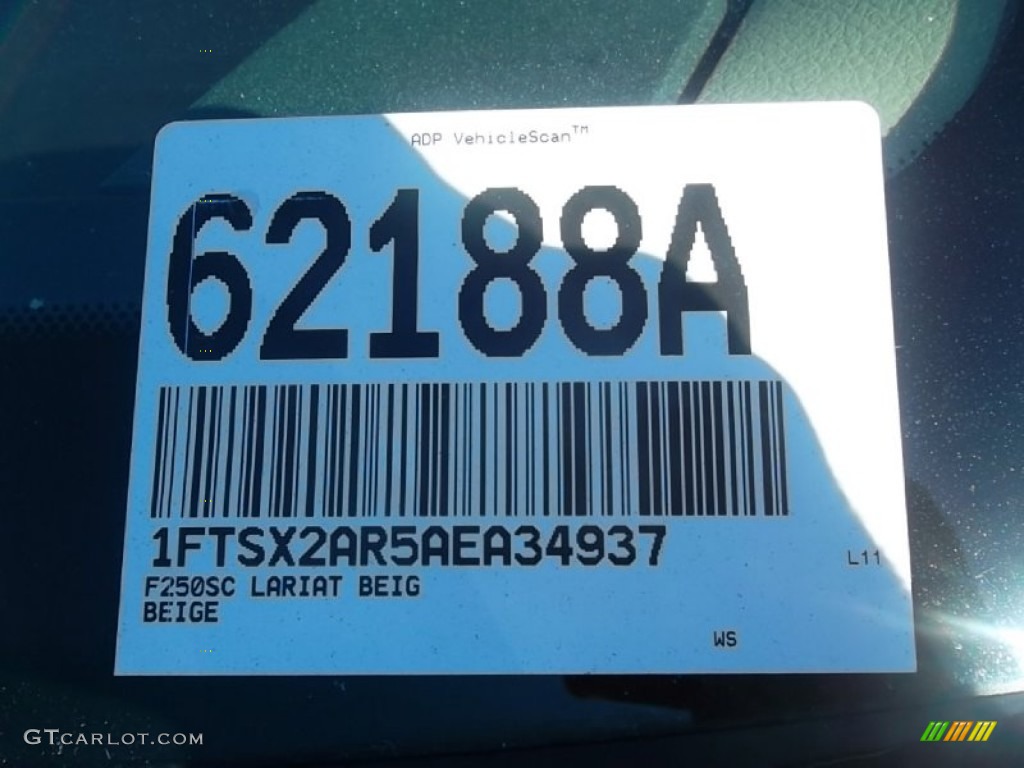 ADP VehicleScan™
62188A
1FTSX2AR5AEA34937
L11
F250SC LARIAT BEIG
BEIGE
WS
GTCARLOT.COM